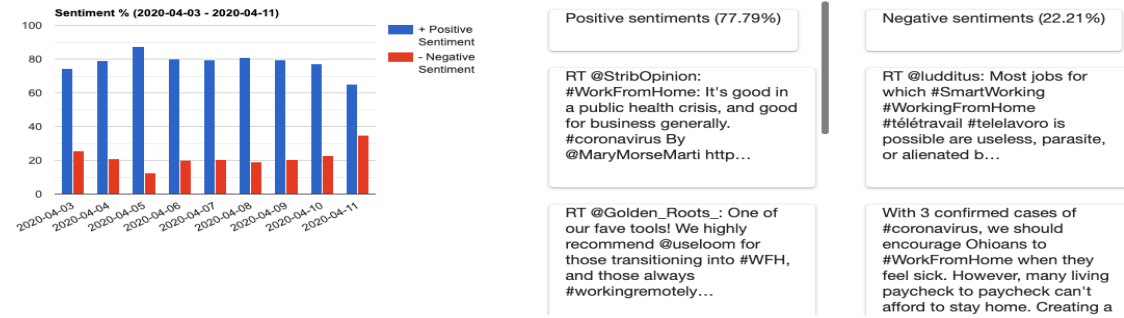 Sentiment % (2020-04-03 - 2020-04-11)
100
80
60
40
20
0
2020-04-03
2020-04-04
2020-04-05
2020-04-06
2020-04-07
2020-04-08
2020-04-09
2020-04-10
2020-04-11
+ Positive
Sentiment
- Negative
Sentiment
Positive sentiments (77.79%)
RT @StribOpinion:
#WorkFromHome: It's good in
a public health crisis, and good
for business generally.
#coronavirus By
@MaryMorseMarti http…
RT @Golden_Roots_: One of
our fave tools! We highly
recommend @useloom for
those transitioning into #WFH,
and those always
#workingremotely…
Negative sentiments (22.21%)
RT @ludditus: Most jobs for
which #SmartWorking
#WorkingFromHome
#télétravail #telelavoro is
possible are useless, parasite,
or alienated b…
With 3 confirmed cases of
#coronavirus, we should
encourage Ohioans to
#WorkFromHome when they
feel sick. However, many living
paycheck to paycheck can't
afford to stay home. Creating a